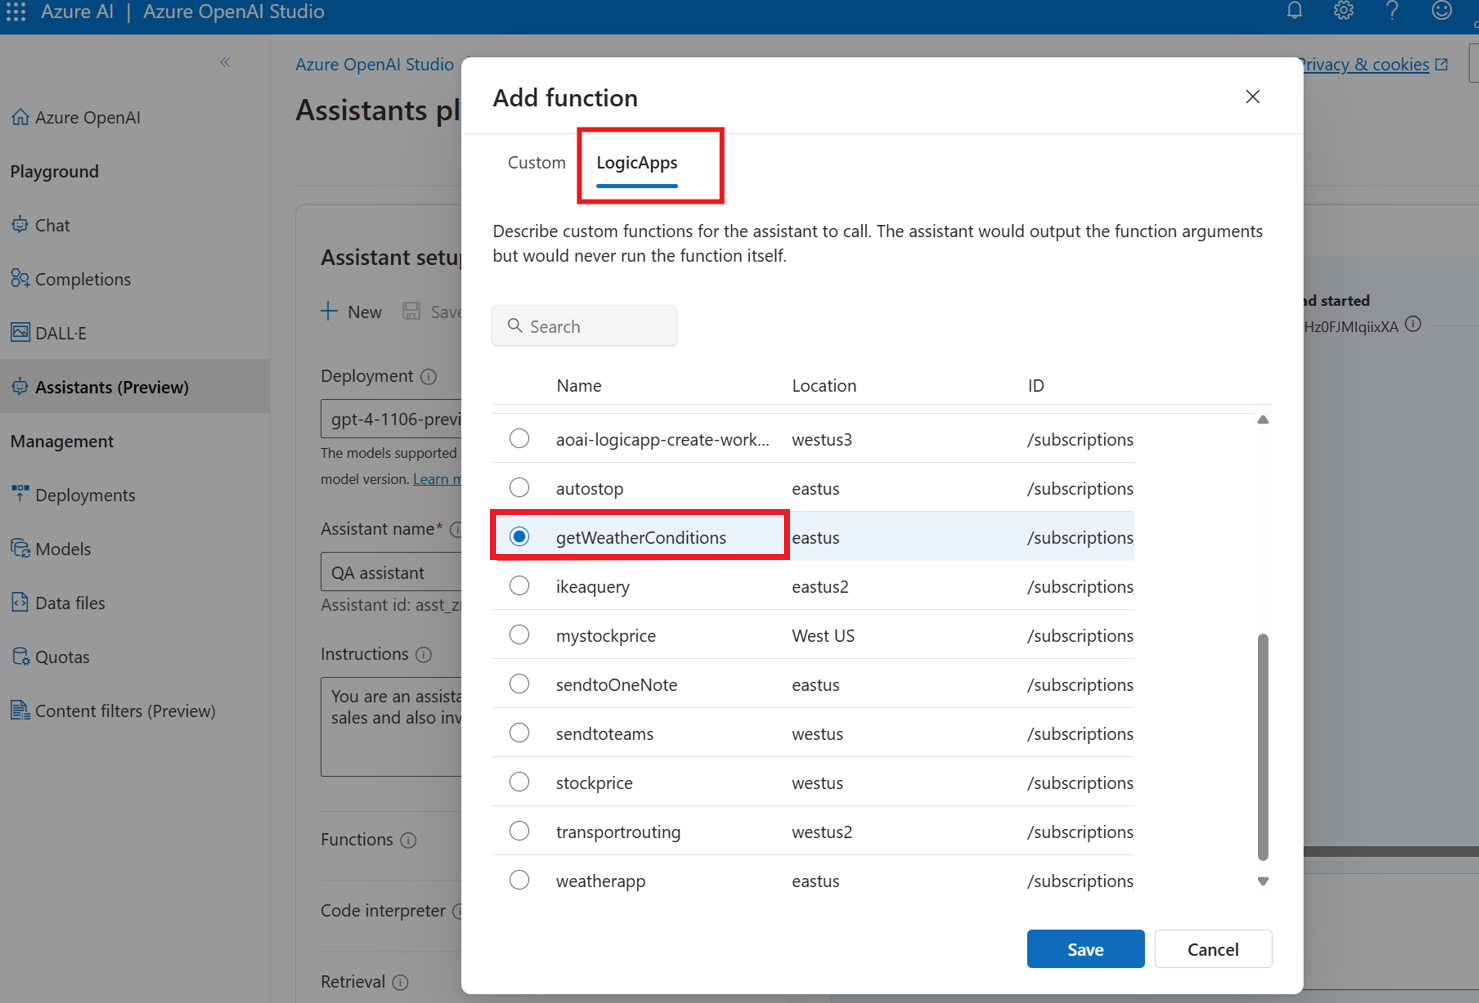 Azure AI | Azure OpenAI Studio
Azure OpenAI Studio
Privacy & cookies
Assistants pl
Azure OpenAI
Playground
Chat
Completions
DALL·E
Assistants (Preview)
Management
Deployments
Models
Data files
Quotas
Content filters (Preview)
Assistant setup
New
Save
Deployment
gpt-4-1106-previ
The models supported
model version. Learn m
Assistant name*
QA assistant
Assistant id: asst_z
Instructions
You are an assista
sales and also inv
Functions
Code interpreter
Retrieval
Add function
Custom
LogicApps
Describe custom functions for the assistant to call. The assistant would output the function arguments
but would never run the function itself.
Search
Name Location ID
aoai-logicapp-create-work... westus3 /subscriptions
autostop eastus /subscriptions
getWeatherConditions eastus /subscriptions
ikeaquery eastus2 /subscriptions
mystockprice West US /subscriptions
sendtoOneNote eastus /subscriptions
sendtoteams westus /subscriptions
stockprice westus /subscriptions
transportrouting westus2 /subscriptions
weatherapp eastus /subscriptions
Save
Cancel
ad started
Hz0FJMIqiixXA